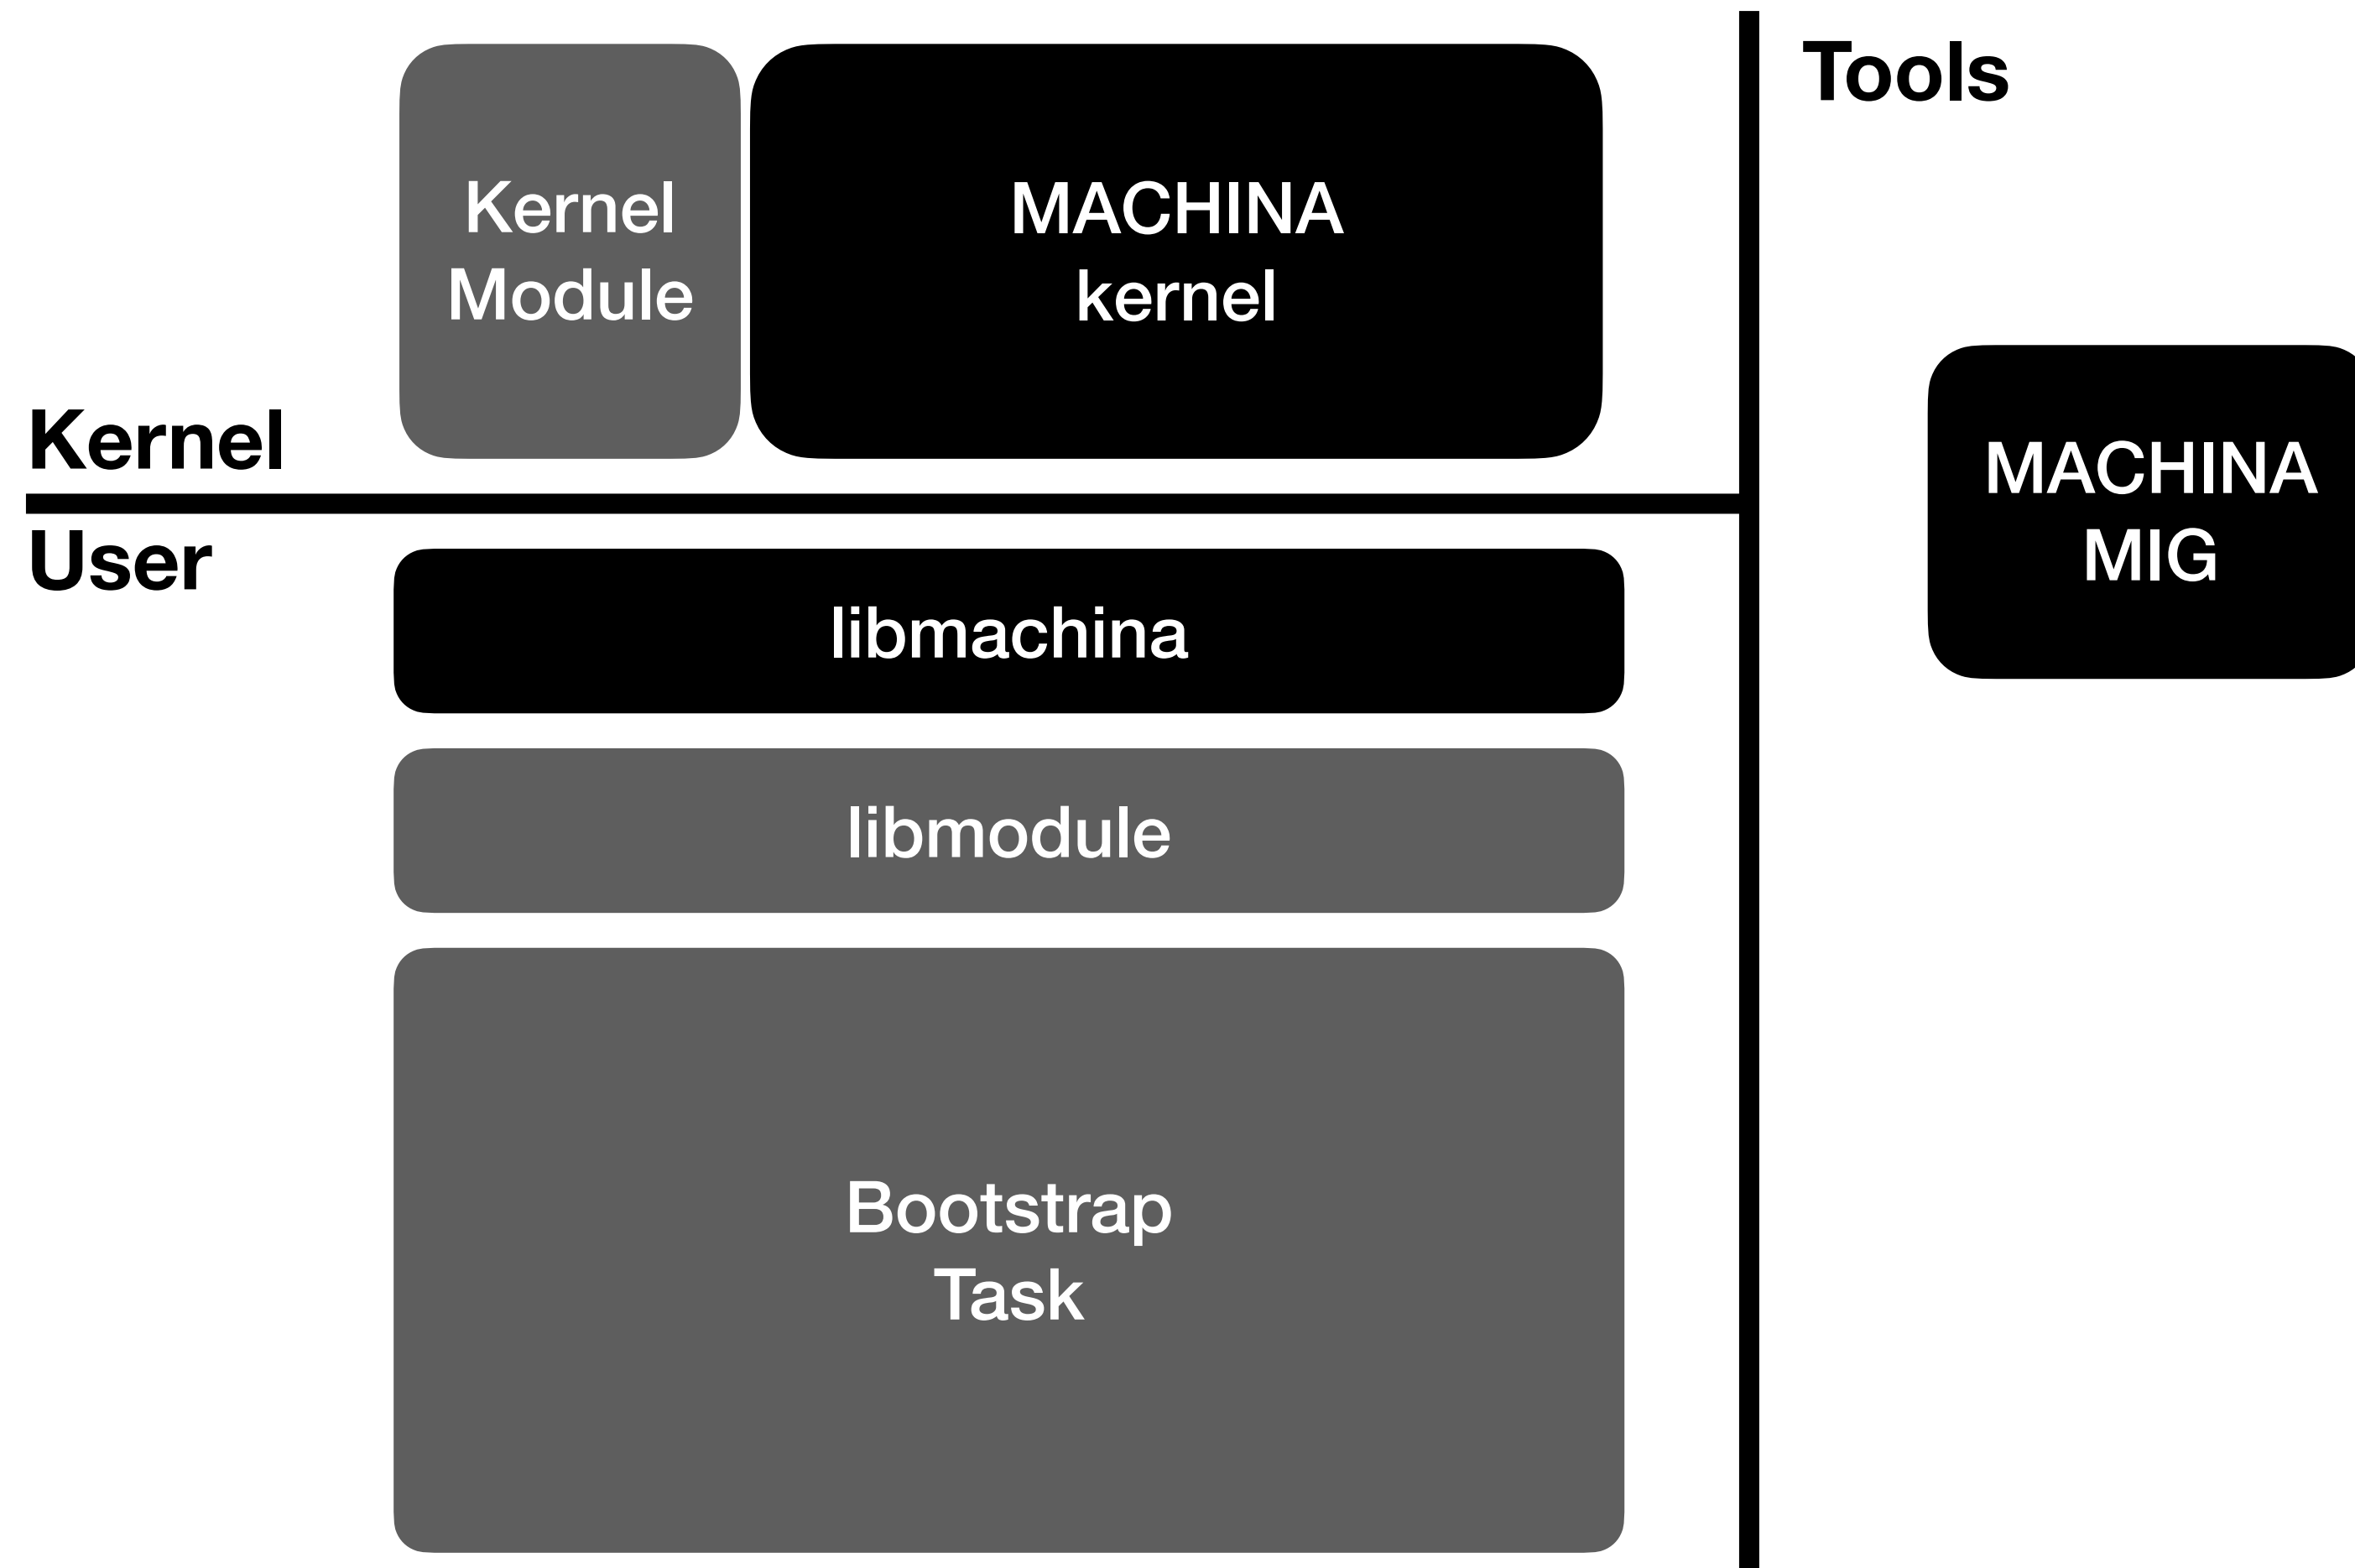 Tools
Kernel
Module
MACHINA
kernel
Kernel
User
MACHINA
MIG
libmachina
libmodule
Bootstrap
Task